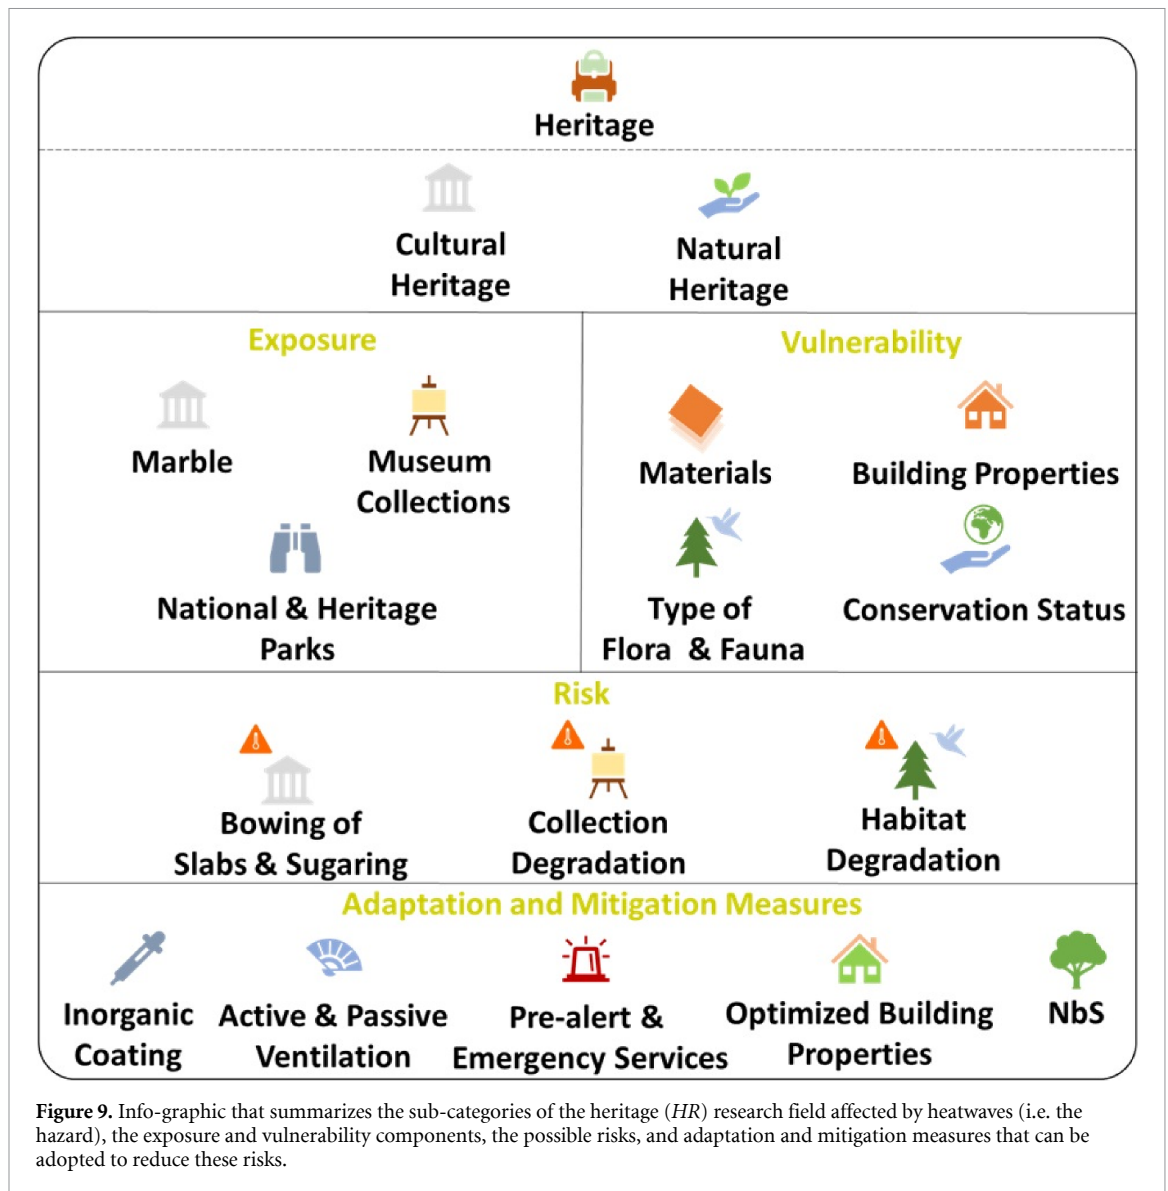 Heritage
Cultural
Heritage
Natural
Heritage
Exposure
Marble
Museum
Collections
National & Heritage
Parks
Vulnerability
Materials
Building Properties
Type of
Flora & Fauna
Conservation Status
Risk
Bowing of
Slabs & Sugaring
Collection
Degradation
Habitat
Degradation
Adaptation and Mitigation Measures
Inorganic
Coating
Active & Passive
Ventilation
Pre-alert &
Emergency Services
Optimized Building
Properties
NbS
Figure 9. Info-graphic that summarizes the sub-categories of the heritage (HR) research field affected by heatwaves (i.e. the
hazard), the exposure and vulnerability components, the possible risks, and adaptation and mitigation measures that can be
adopted to reduce these risks.